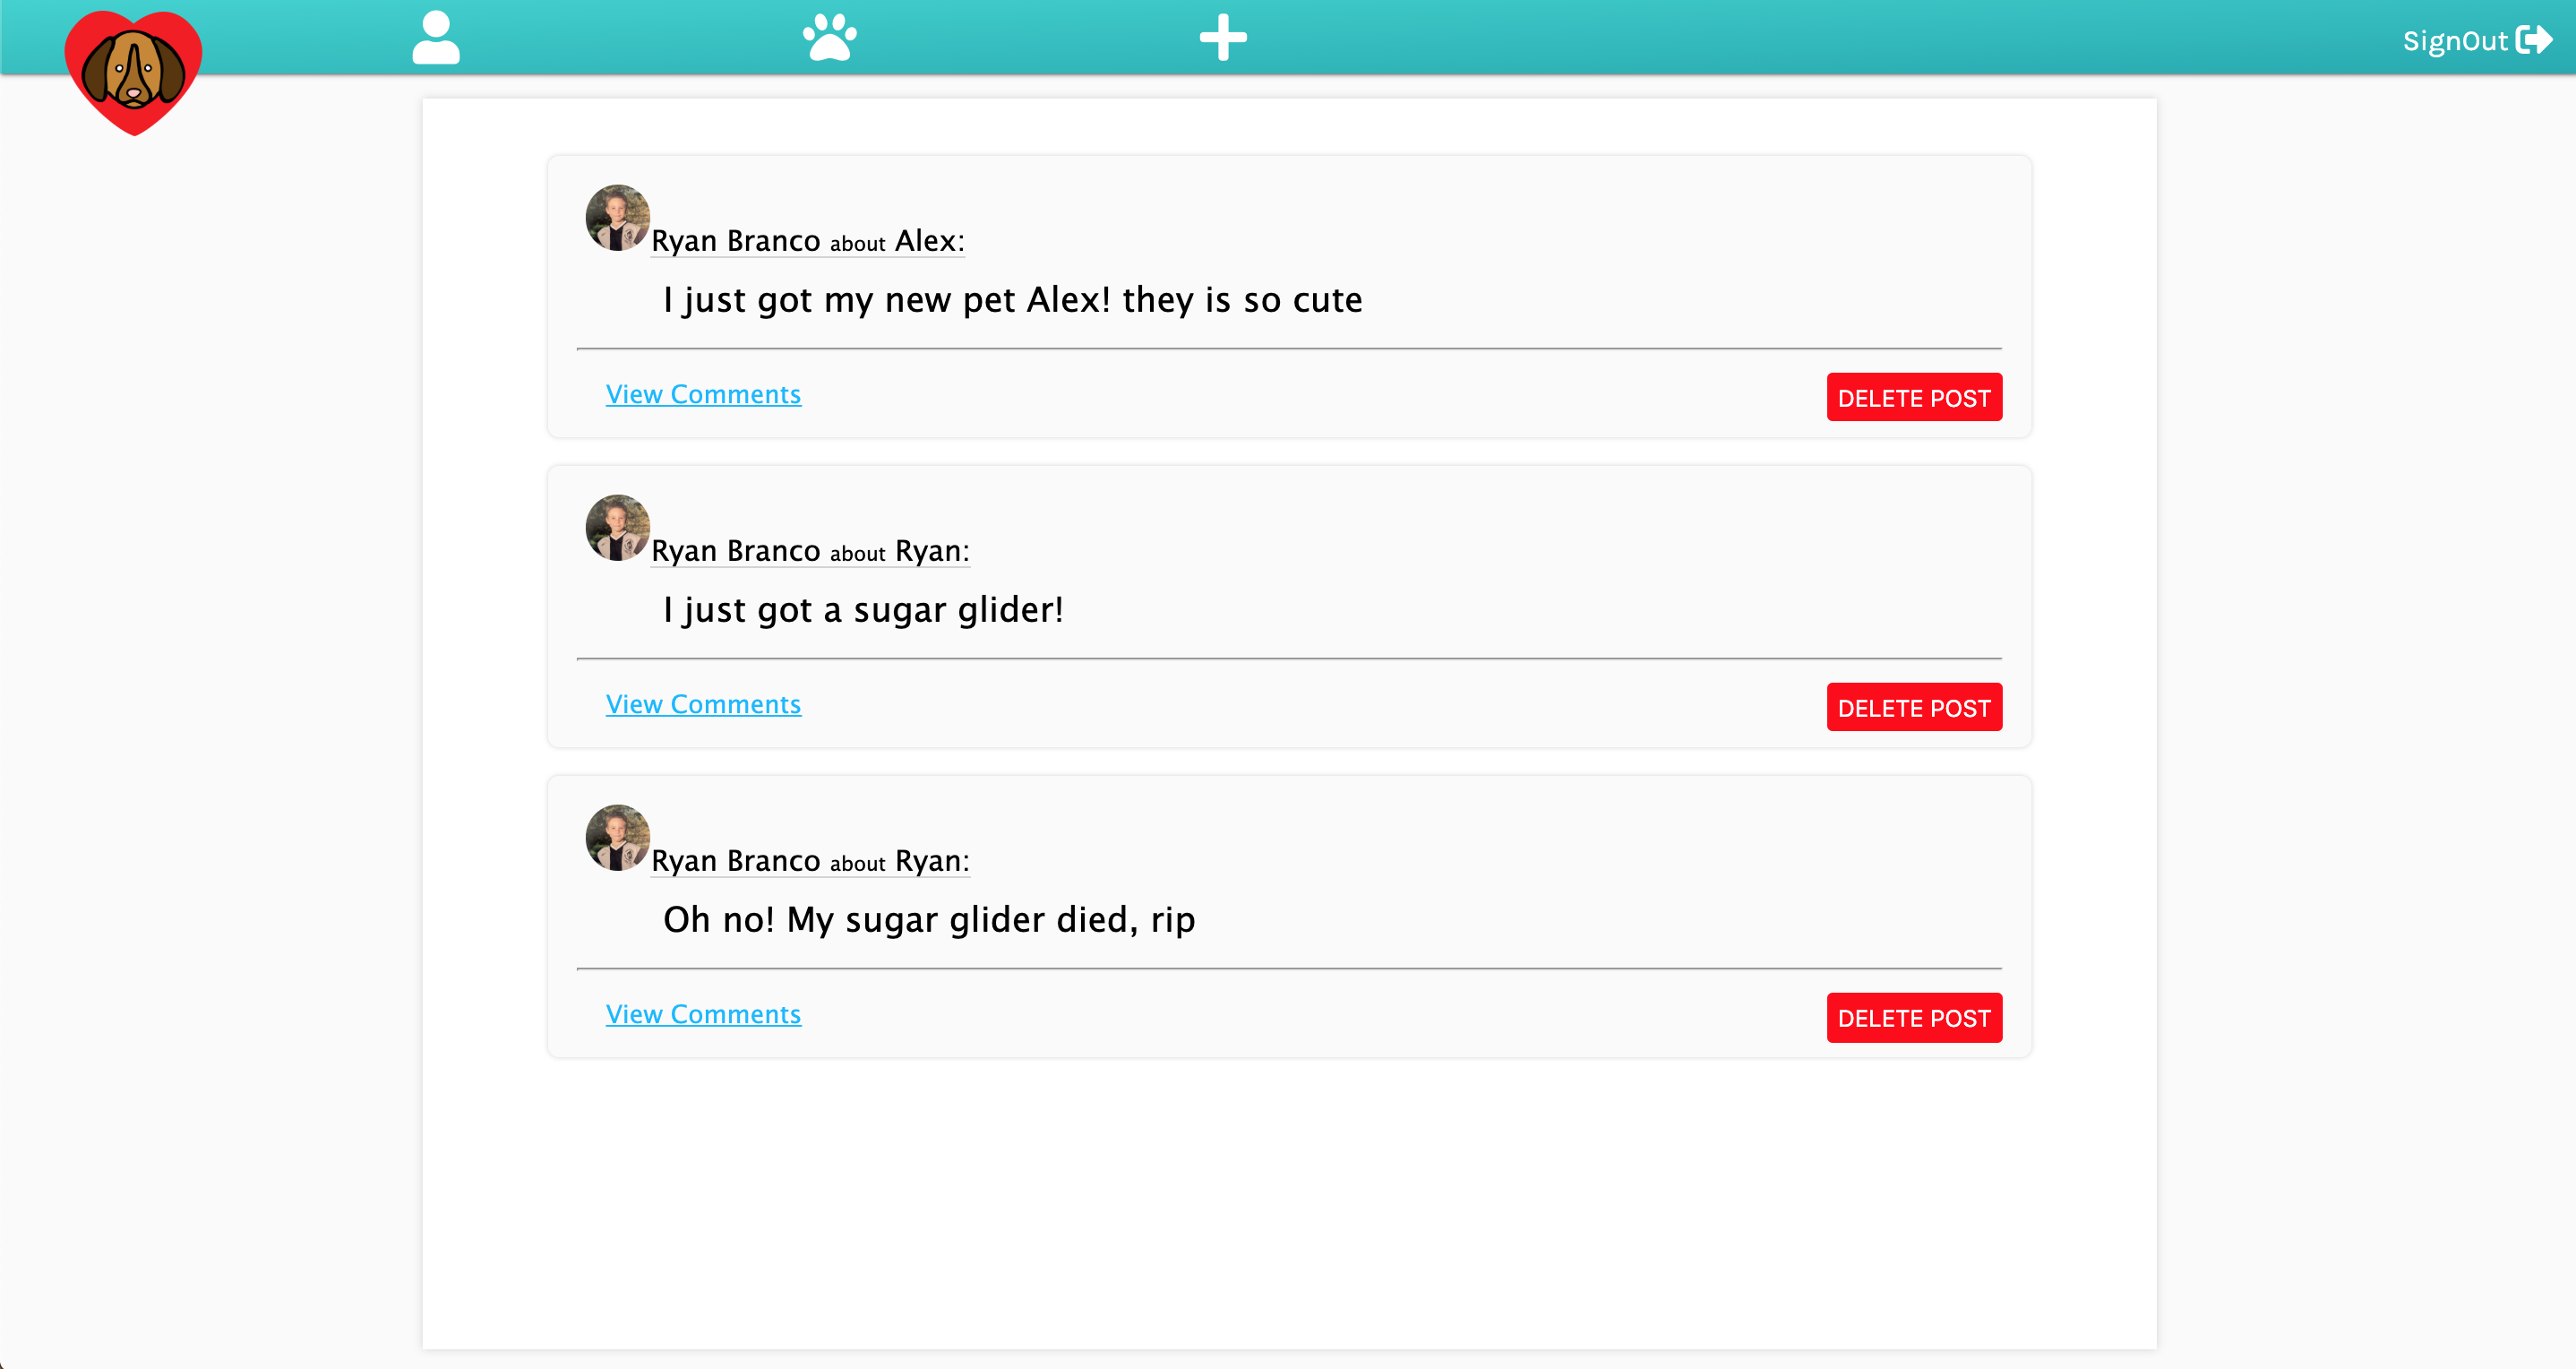 SignOut
Ryan Branco about Alex:
I just got my new pet Alex! they is so cute
View Comments
DELETE POST
Ryan Branco about Ryan:
I just got a sugar glider!
View Comments
DELETE POST
Ryan Branco about Ryan:
Oh no! My sugar glider died, rip
View Comments
DELETE POST